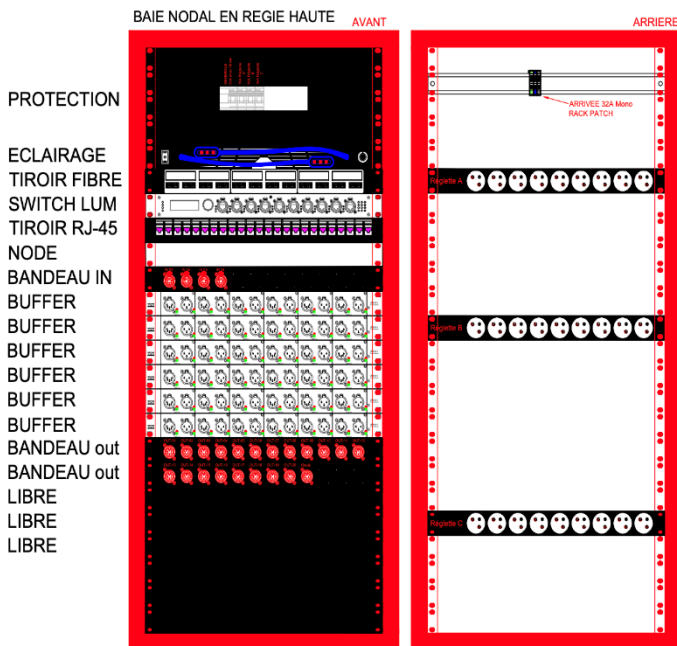 BAIE NODAL EN REGIE HAUTE
AVANT
ARRIERE
PROTECTION
ECLAIRAGE
TIROIR FIBRE
SWITCH LUM
TIROIR RJ-45
NODE
BANDEAU IN
BUFFER
BUFFER
BUFFER
BUFFER
BUFFER
BUFFER
BANDEAU out
BANDEAU out
LIBRE
LIBRE
LIBRE
ARRIVEE 32A Mono
RACK PATCH
Réglette A
Réglette B
Réglette C